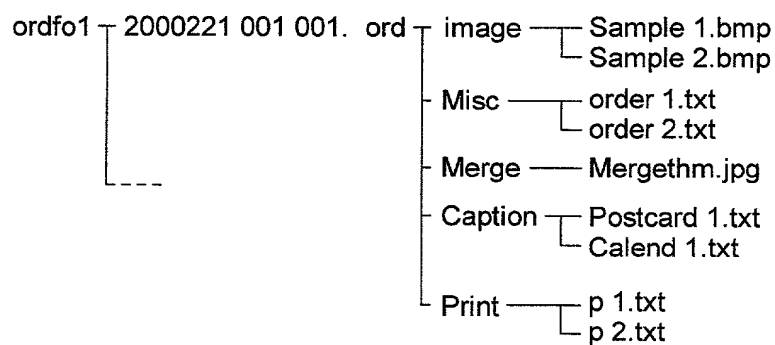 ordfo1 2000221 001 001. ord image Sample 1.bmp
Sample 2.bmp
Misc order 1.txt
order 2.txt
Merge Mergethm.jpg
Caption Postcard 1.txt
Calend 1.txt
Print p 1.txt
p 2.txt